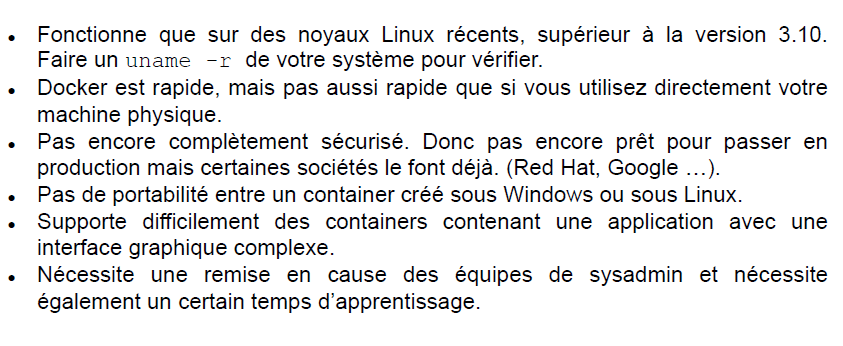 • Fonctionne que sur des noyaux Linux récents, supérieur à la version 3.10.
Faire un uname -r de votre système pour vérifier.
• Docker est rapide, mais pas aussi rapide que si vous utilisez directement votre
machine physique.
• Pas encore complètement sécurisé. Donc pas encore prêt pour passer en
production mais certaines sociétés le font déjà. (Red Hat, Google …).
• Pas de portabilité entre un container créé sous Windows ou sous Linux.
• Supporte difficilement des containers contenant une application avec une
interface graphique complexe.
• Nécessite une remise en cause des équipes de sysadmin et nécessite
également un certain temps d’apprentissage.